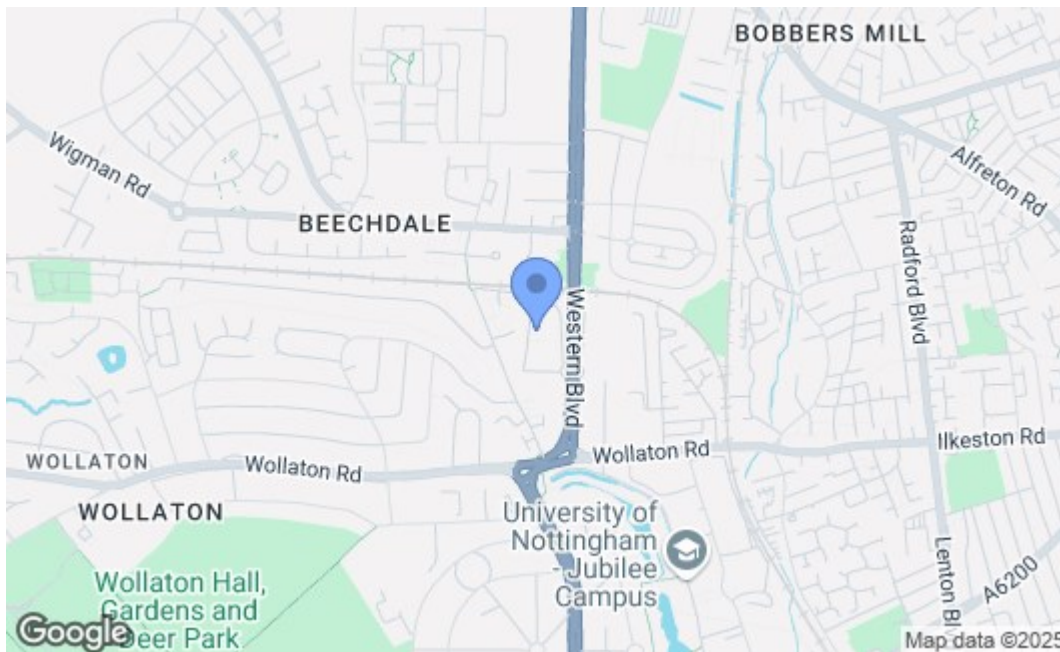 BOBBERS MILL
Wigman Rd
Alfreton Rd
BEECHDALE
Radford Blvd
Western Blvd
Ilkeston Rd
Wollaton Rd
WOLLATON
Wollaton Rd
WOLLATON
University of
Nottingham
- Jubilee
Campus
Wollaton Hall,
Gardens and
Deer Park
Lenton Bl
A6200
Google
Map data ©2025